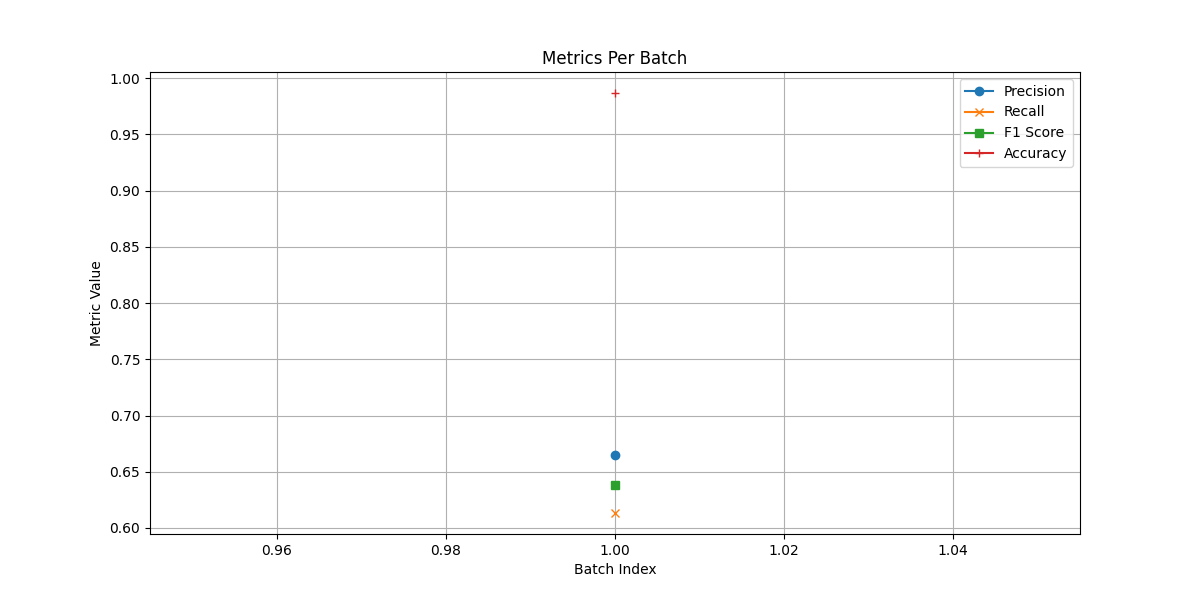 Metrics Per Batch
1.00
0.95
0.90
0.85
0.80
0.75
0.70
0.65
0.60
Metric Value
Precision
Recall
F1 Score
Accuracy
0.96 0.98 1.00 1.02 1.04
Batch Index